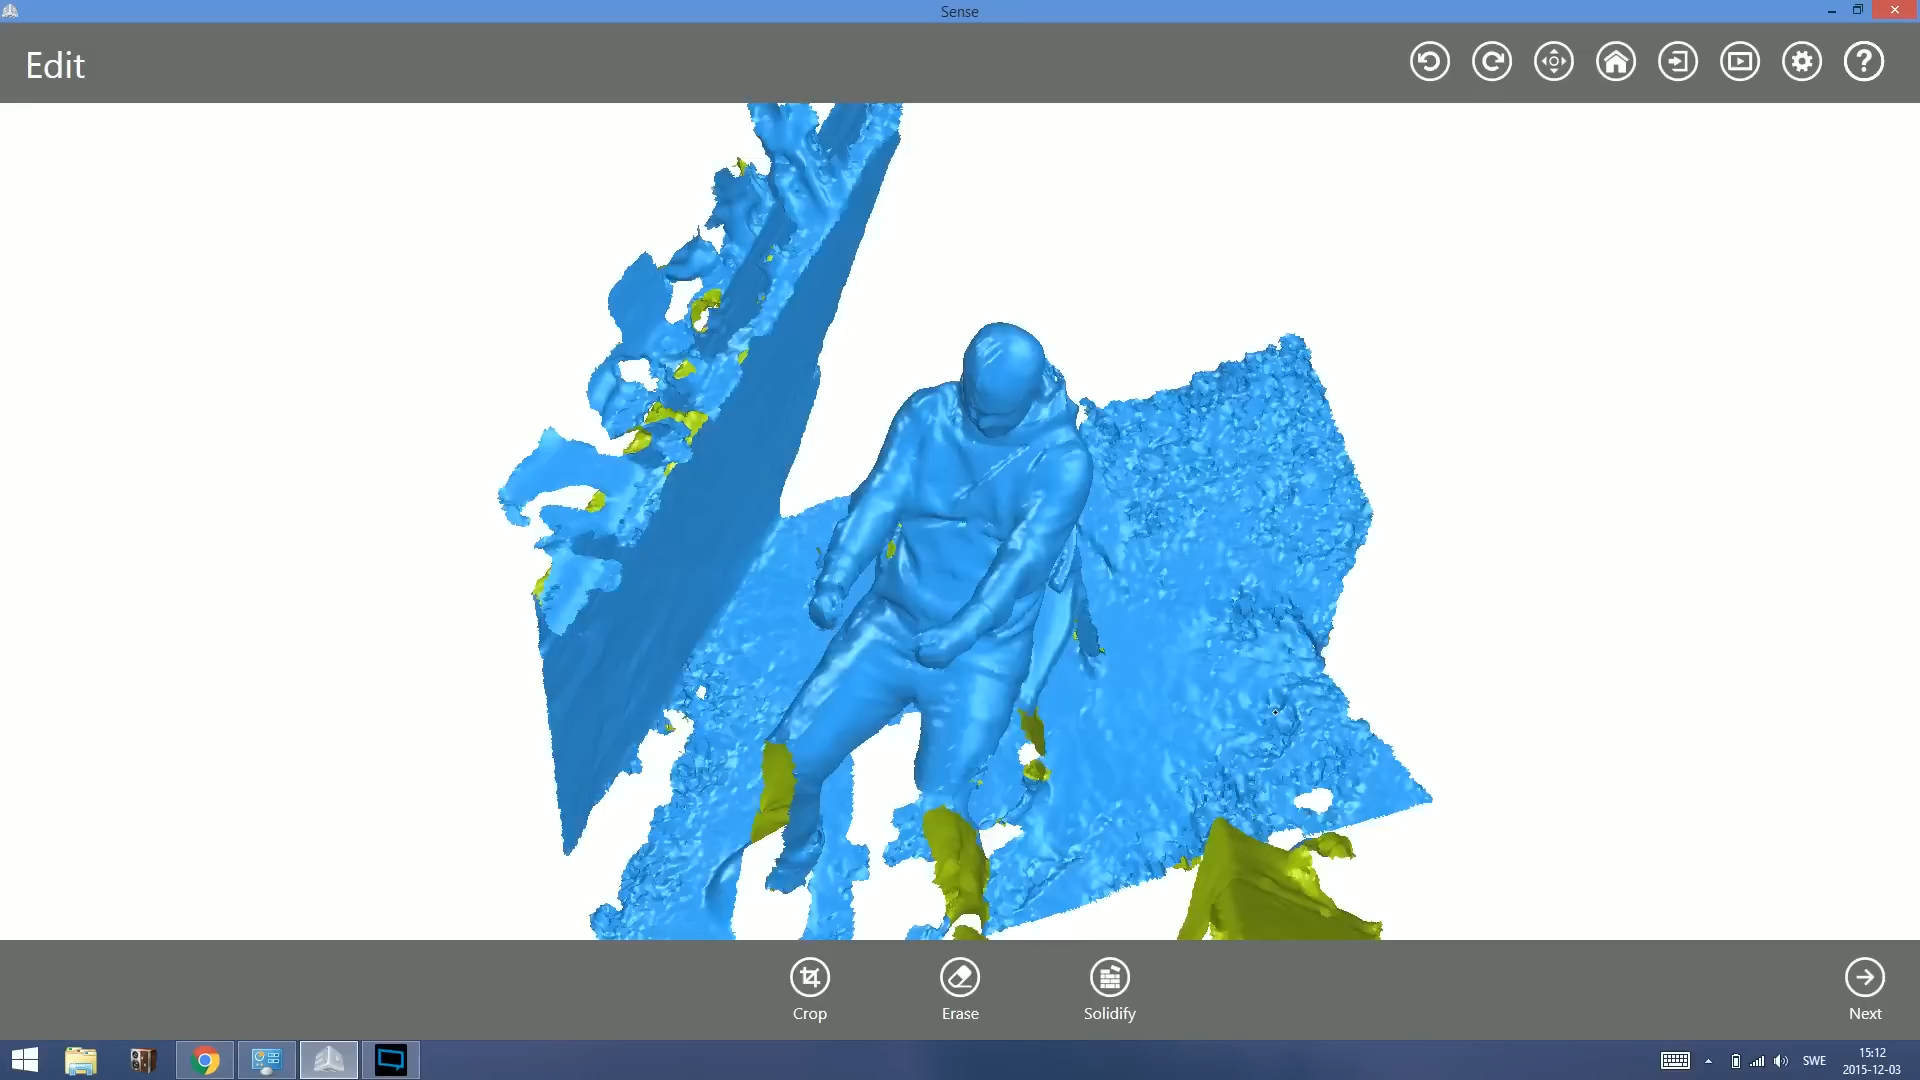 Sense
Edit
?
Crop
Erase
Solidify
Next
SWE
15:12
2015-12-03